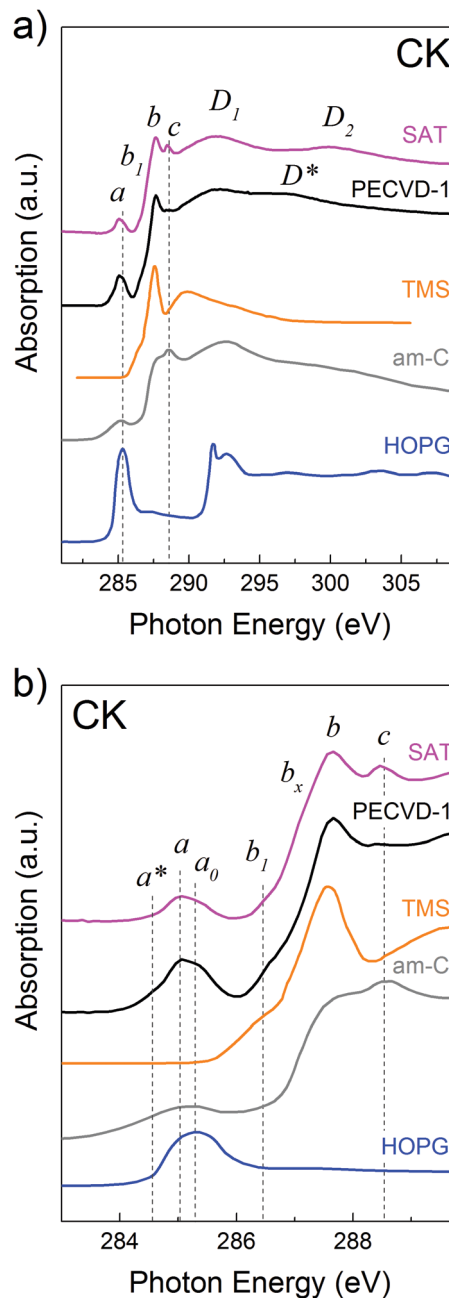 a)
CK
D1 D2
b c
SAT
b1
a
D*
PECVD-1
TMS
am-C
HOPG
Absorption (a.u.)
285 290 295 300 305
Photon Energy (eV)
b)
CK
b c
SAT
bx
PECVD-1
a* a a0 b1
TMS
am-C
HOPG
Absorption (a.u.)
284 286 288
Photon Energy (eV)